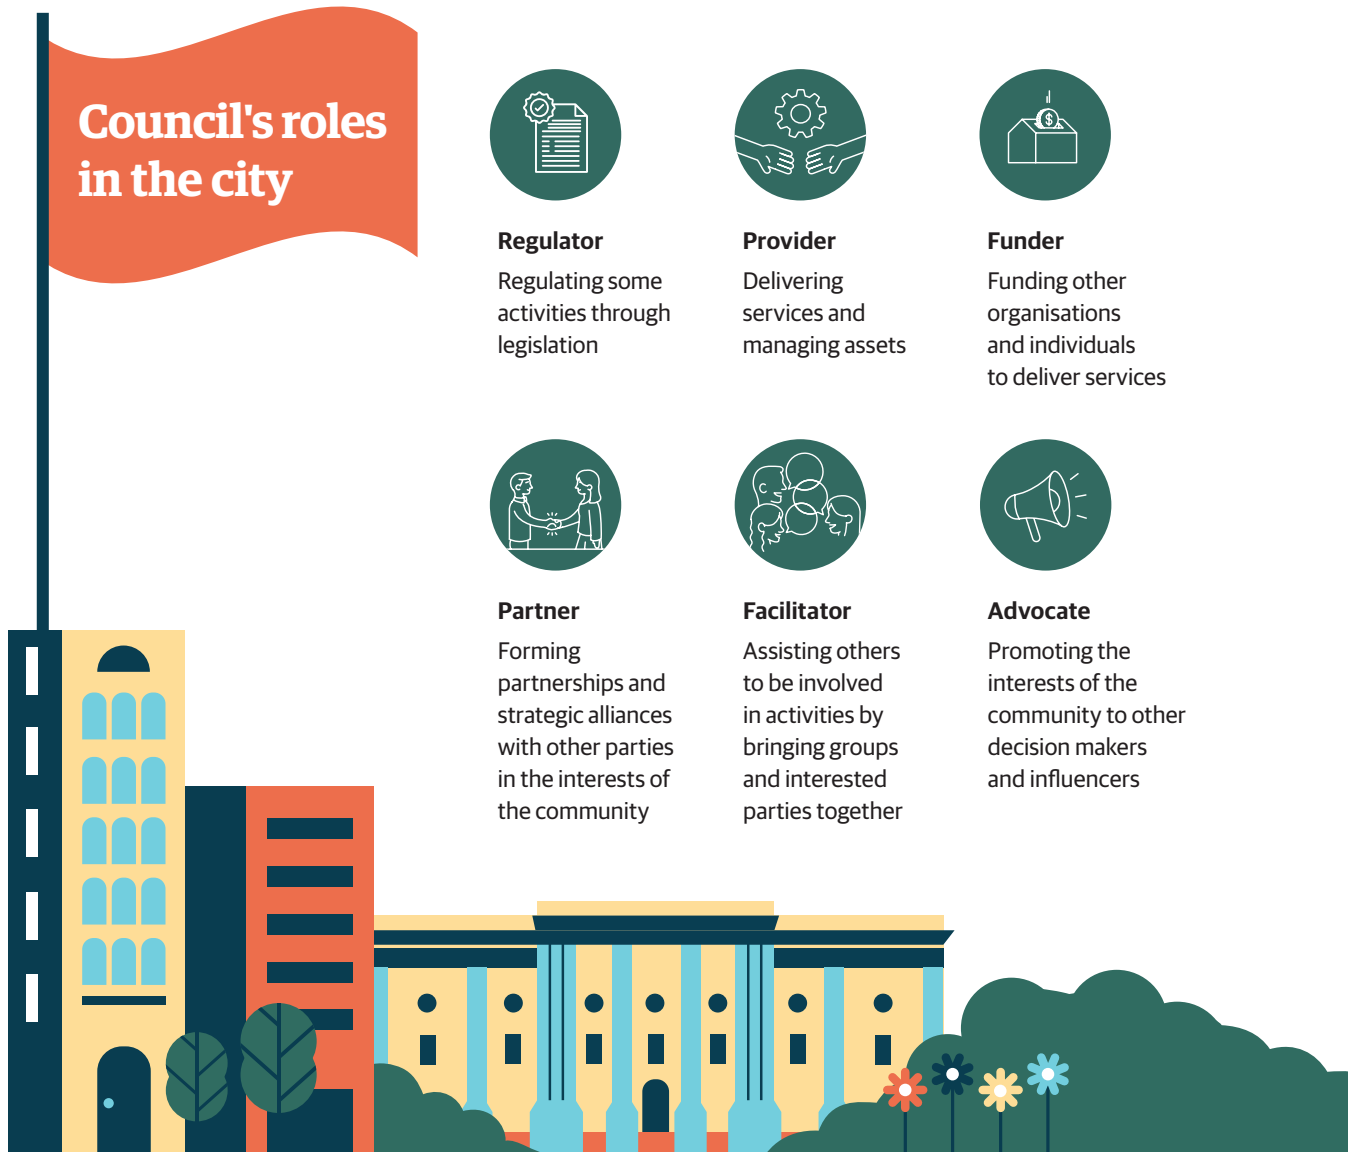 Council's roles
in the city
Regulator
Regulating some
activities through
legislation
Provider
Delivering
services and
managing assets
Funder
Funding other
organisations
and individuals
to deliver services
Partner
Forming
partnerships and
strategic alliances
with other parties
in the interests of
the community
Facilitator
Assisting others
to be involved
in activities by
bringing groups
and interested
parties together
Advocate
Promoting the
interests of the
community to other
decision makers
and influencers